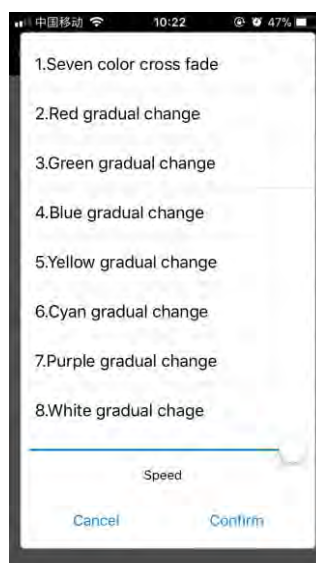 中国移动 10:22 47%
1.Seven color cross fade
2.Red gradual change
3.Green gradual change
4.Blue gradual change
5.Yellow gradual change
6.Cyan gradual change
7.Purple gradual change
8.White gradual chage
Speed
Cancel Confirm